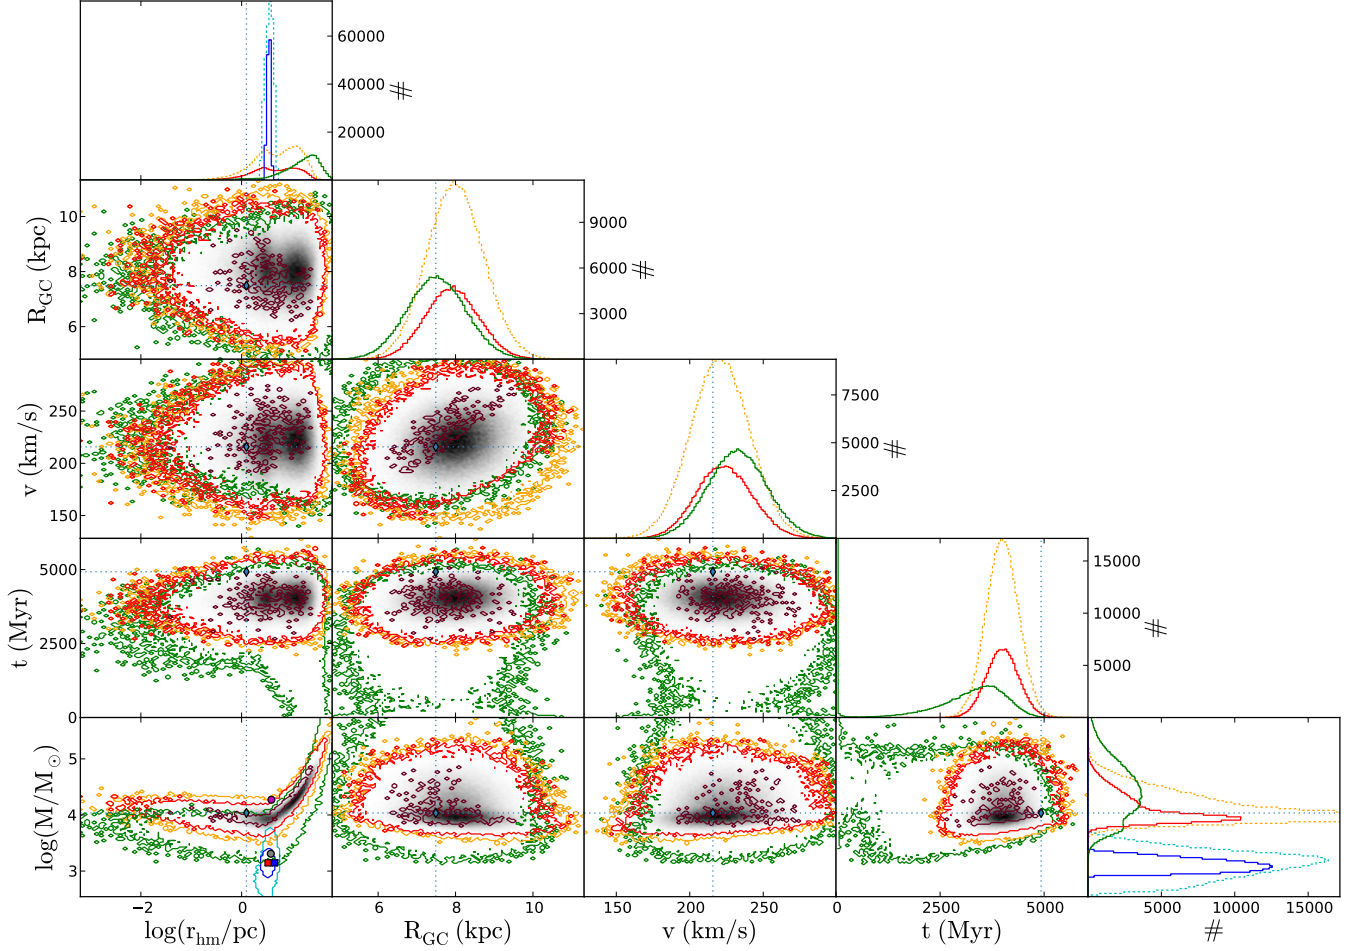 60000
40000 #
20000
10
8
6
R_GC (kpc)
9000
6000 #
3000
250
200
150
v (km/s)
7500
5000 #
2500
5000
2500
0
t (Myr)
15000
10000 #
5000
5
4
3
log(M/M_⊙)
−2 0
log(r_hm/pc)
6 8 10
R_GC (kpc)
150 200 250
v (km/s)
0 2500 5000
t (Myr)
5000 10000 15000
#